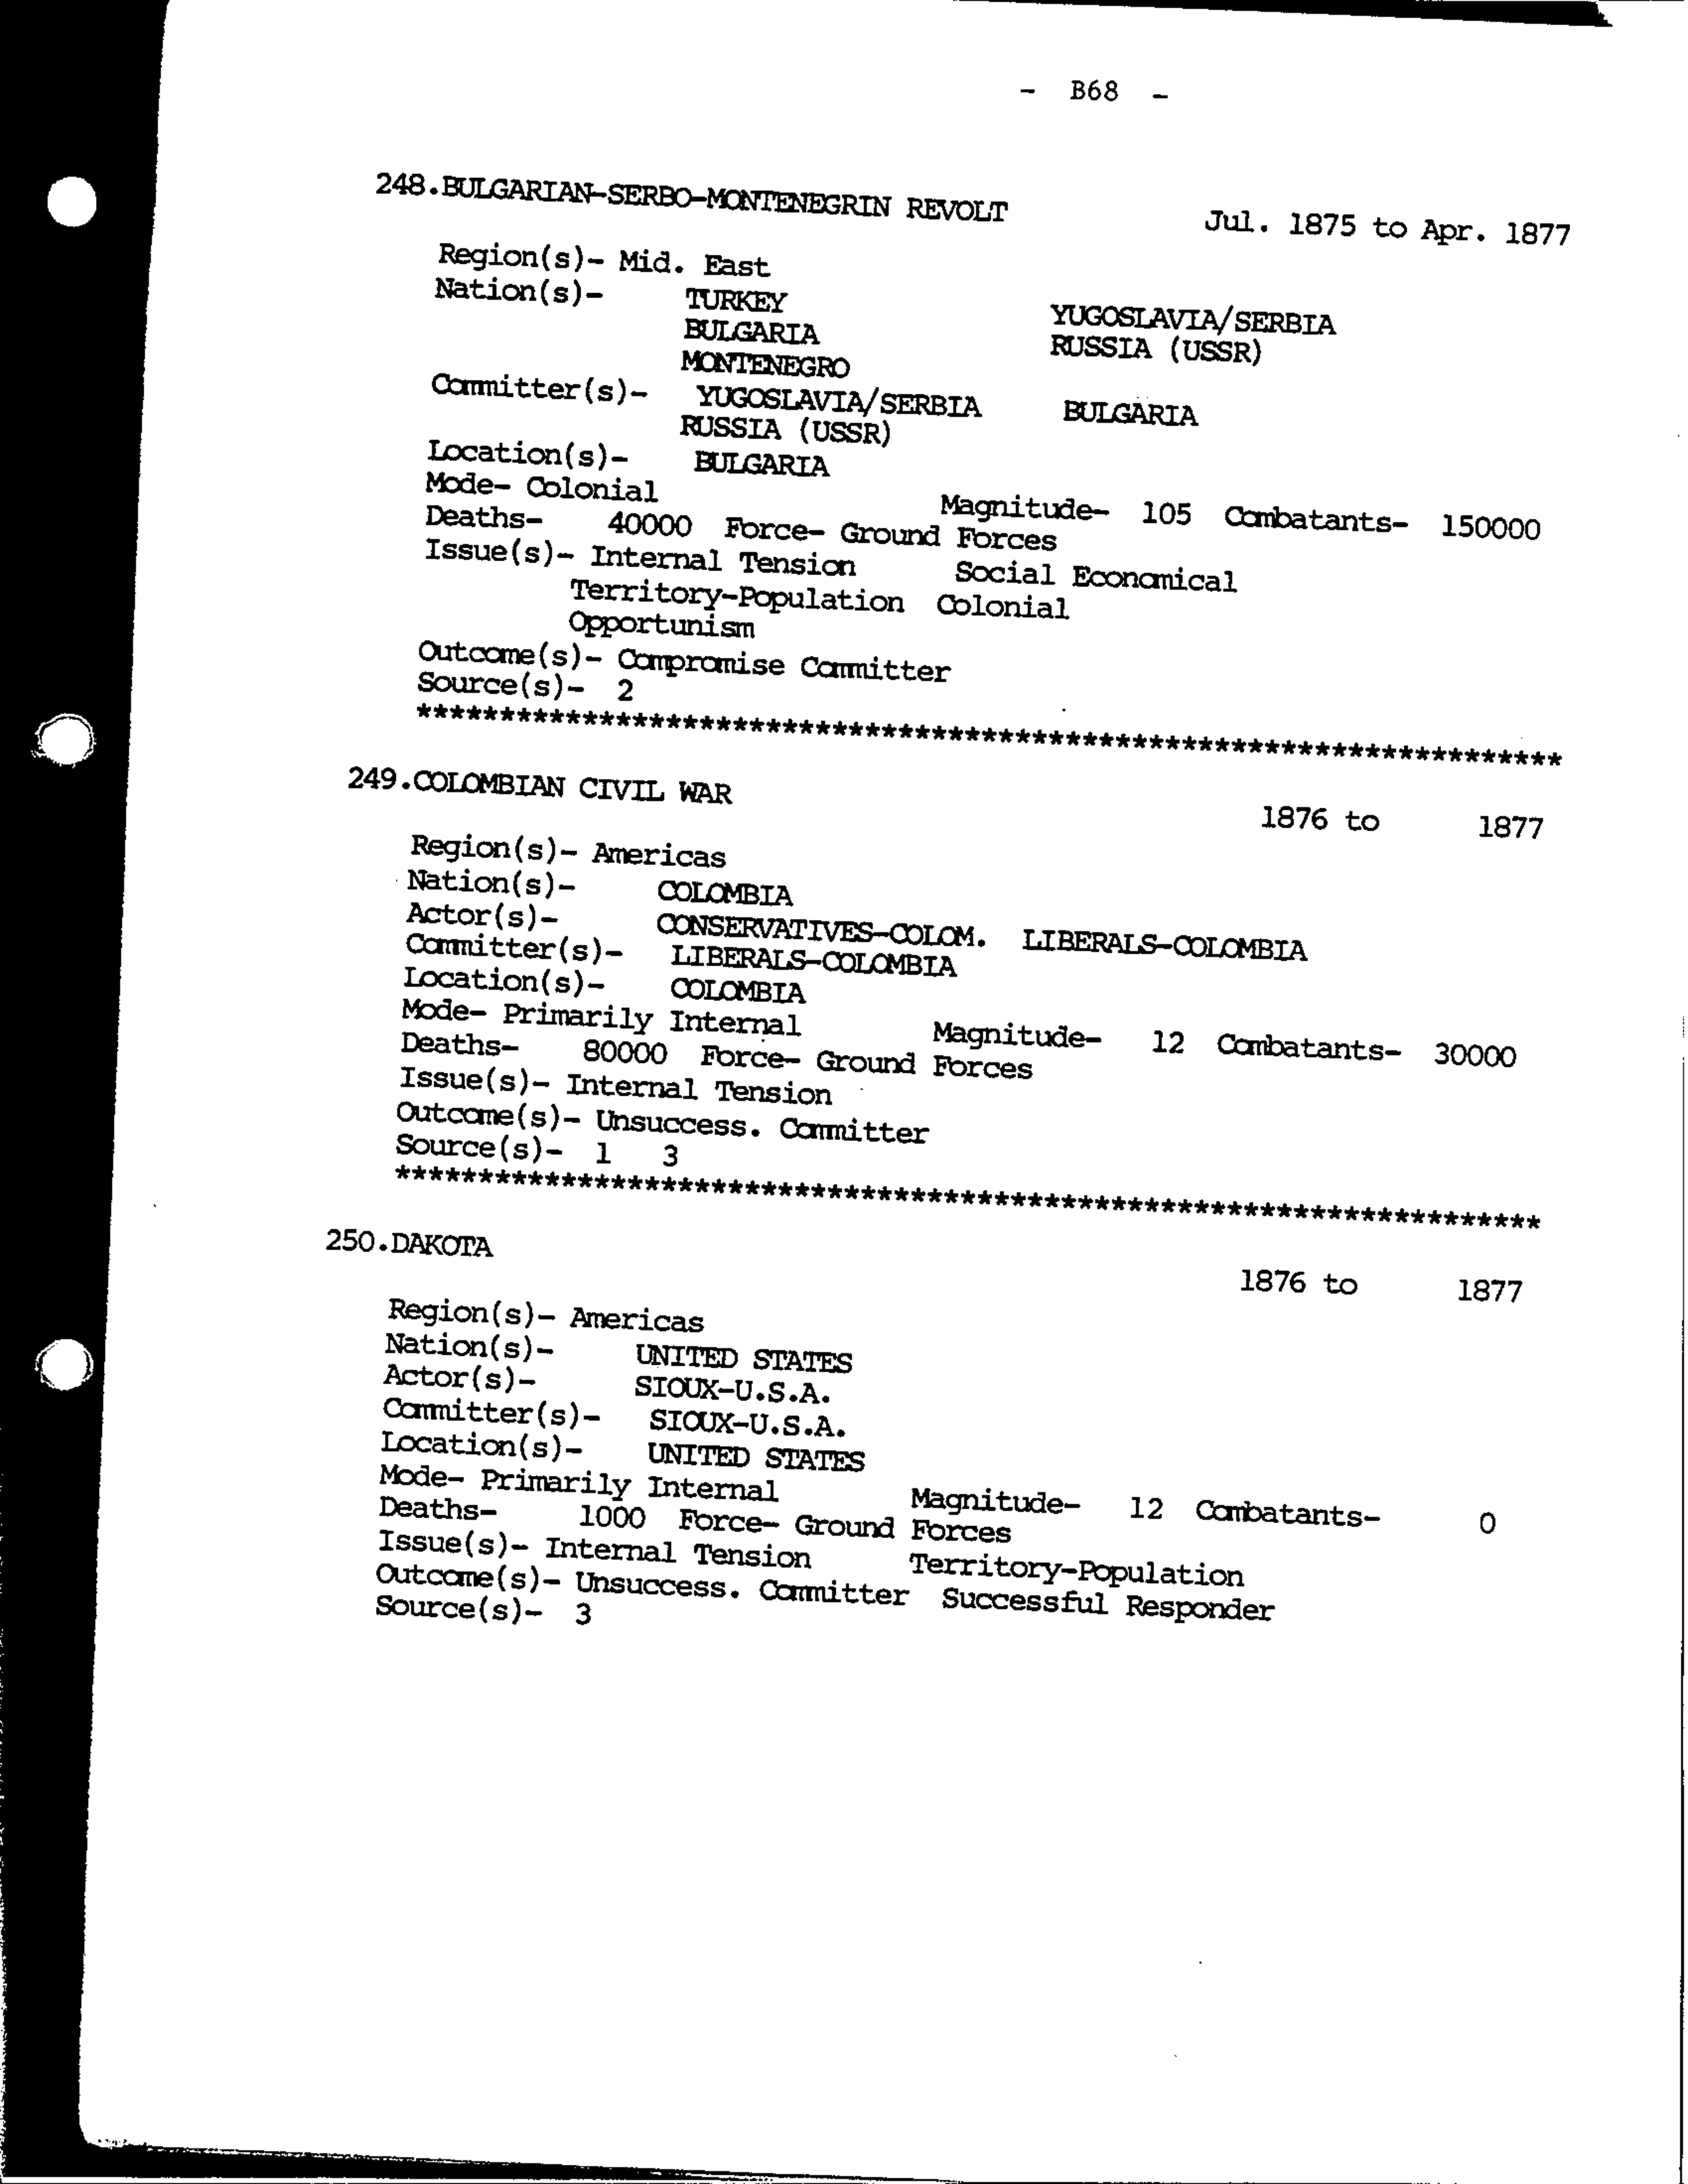 - B68 -
248.BULGARIAN-SERBO-MONTENEGRIN REVOLT Jul. 1875 to Apr. 1877
Region(s)- Mid. East
Nation(s)- TURKEY YUGOSLAVIA/SERBIA
BULGARIA RUSSIA (USSR)
MONTENEGRO
Committer(s)- YUGOSLAVIA/SERBIA BULGARIA
RUSSIA (USSR)
Location(s)- BULGARIA
Mode- Colonial Magnitude- 105 Combatants- 150000
Deaths- 40000 Force- Ground Forces
Issue(s)- Internal Tension Social Economical
Territory-Population Colonial
Opportunism
Outcome(s)- Compromise Committer
Source(s)- 2
*********************************************************************
249.COLOMBIAN CIVIL WAR 1876 to 1877
Region(s)- Americas
Nation(s)- COLOMBIA
Actor(s)- CONSERVATIVES-COLOM. LIBERALS-COLOMBIA
Committer(s)- LIBERALS-COLOMBIA
Location(s)- COLOMBIA
Mode- Primarily Internal Magnitude- 12 Combatants- 30000
Deaths- 80000 Force- Ground Forces
Issue(s)- Internal Tension
Outcome(s)- Unsuccess. Committer
Source(s)- 1 3
*********************************************************************
250.DAKOTA 1876 to 1877
Region(s)- Americas
Nation(s)- UNITED STATES
Actor(s)- SIOUX-U.S.A.
Committer(s)- SIOUX-U.S.A.
Location(s)- UNITED STATES
Mode- Primarily Internal Magnitude- 12 Combatants- 0
Deaths- 1000 Force- Ground Forces
Issue(s)- Internal Tension Territory-Population
Outcome(s)- Unsuccess. Committer Successful Responder
Source(s)- 3